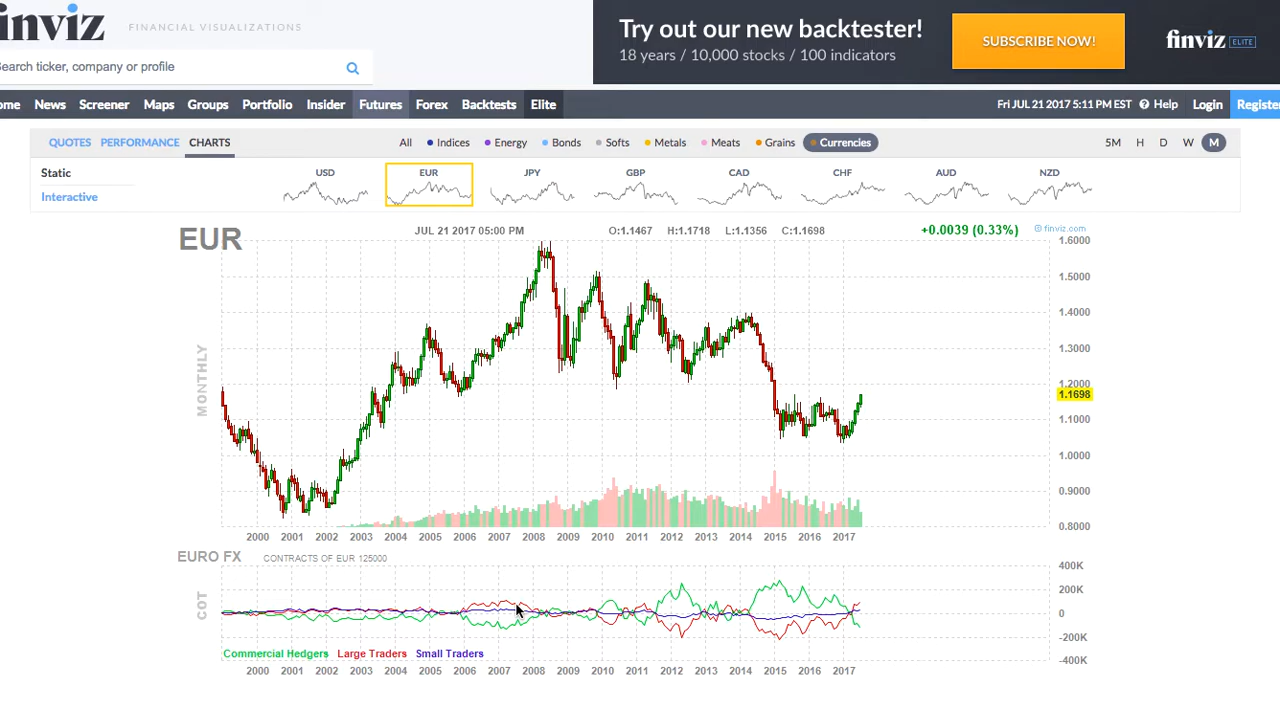 finviz FINANCIAL VISUALIZATIONS
Try out our new backtester!
18 years / 10,000 stocks / 100 indicators
SUBSCRIBE NOW!
finviz ELITE
Search ticker, company or profile
ome News Screener Maps Groups Portfolio Insider Futures Forex Backtests Elite Fri JUL 21 2017 5:11 PM EST Help Login Register
QUOTES PERFORMANCE CHARTS All Indices Energy Bonds Softs Metals Meats Grains Currencies 5M H D W M
Static
Interactive
USD EUR JPY GBP CAD CHF AUD NZD
EUR JUL 21 2017 05:00 PM O:1.1467 H:1.1718 L:1.1356 C:1.1698 +0.0039 (0.33%) © finviz.com
MONTHLY
1.6000
1.5000
1.4000
1.3000
1.2000
1.1698
1.1000
1.0000
0.9000
0.8000
2000 2001 2002 2003 2004 2005 2006 2007 2008 2009 2010 2011 2012 2013 2014 2015 2016 2017
EURO FX CONTRACTS OF EUR 125000
COT
400K
200K
0
-200K
-400K
Commercial Hedgers Large Traders Small Traders
2000 2001 2002 2003 2004 2005 2006 2007 2008 2009 2010 2011 2012 2013 2014 2015 2016 2017